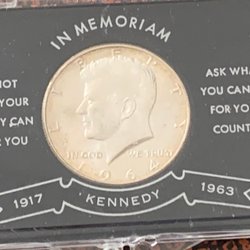 IN MEMORIAM
NOT
YOUR
Y CAN
R YOU
LIBERTY
IN GOD WE TRUST
1964
ASK WHA
YOU CAN
FOR YO
COUNT
1917
KENNEDY
1963